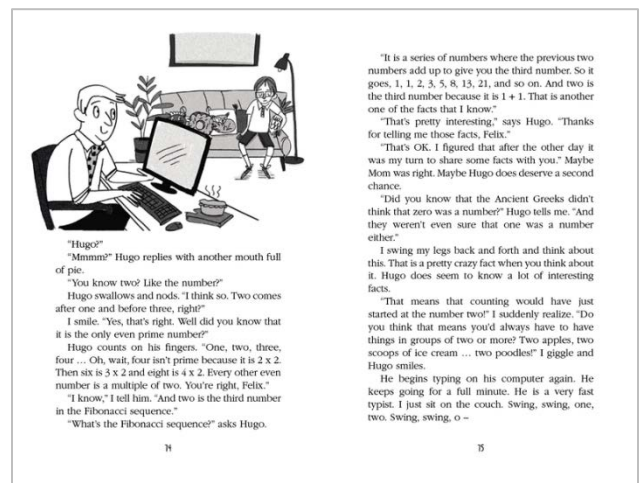 "Hugo?"
"Mmmm?" Hugo replies with another mouth full
of pie.
"You know two? Like the number?"
Hugo swallows and nods. "I think so. Two comes
after one and before three, right?"
I smile. "Yes, that's right. Well did you know that
it is the only even prime number?"
Hugo counts on his fingers. "One, two, three,
four ... Oh, wait, four isn't prime because it is 2 x 2.
Then six is 3 x 2 and eight is 4 x 2. Every other even
number is a multiple of two. You're right, Felix."
"I know," I tell him. "And two is the third number
in the Fibonacci sequence."
"What's the Fibonacci sequence?" asks Hugo.
14
"It is a series of numbers where the previous two
numbers add up to give you the third number. So it
goes, 1, 1, 2, 3, 5, 8, 13, 21, and so on. And two is
the third number because it is 1 + 1. That is another
one of the facts that I know."
"That's pretty interesting," says Hugo. "Thanks
for telling me those facts, Felix."
"That's OK. I figured that after the other day it
was my turn to share some facts with you." Maybe
Mom was right. Maybe Hugo does deserve a second
chance.
"Did you know that the Ancient Greeks didn't
think that zero was a number?" Hugo tells me. "And
they weren't even sure that one was a number
either."
I swing my legs back and forth and think about
this. That is a pretty crazy fact when you think about
it. Hugo does seem to know a lot of interesting
facts.
"That means that counting would have just
started at the number two!" I suddenly realize. "Do
you think that means you'd always have to have
things in groups of two or more? Two apples, two
scoops of ice cream ... two poodles!" I giggle and
Hugo smiles.
He begins typing on his computer again. He
keeps going for a full minute. He is a very fast
typist. I just sit on the couch. Swing, swing, one,
two. Swing, swing, o –
15